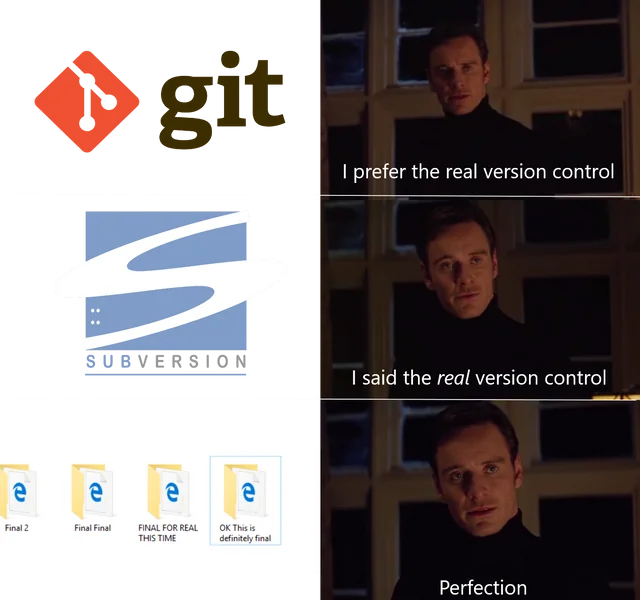 git
I prefer the real version control
SUBVERSION
I said the real version control
Final 2
Final Final
FINAL FOR REAL
THIS TIME
OK This is
definitely final
Perfection